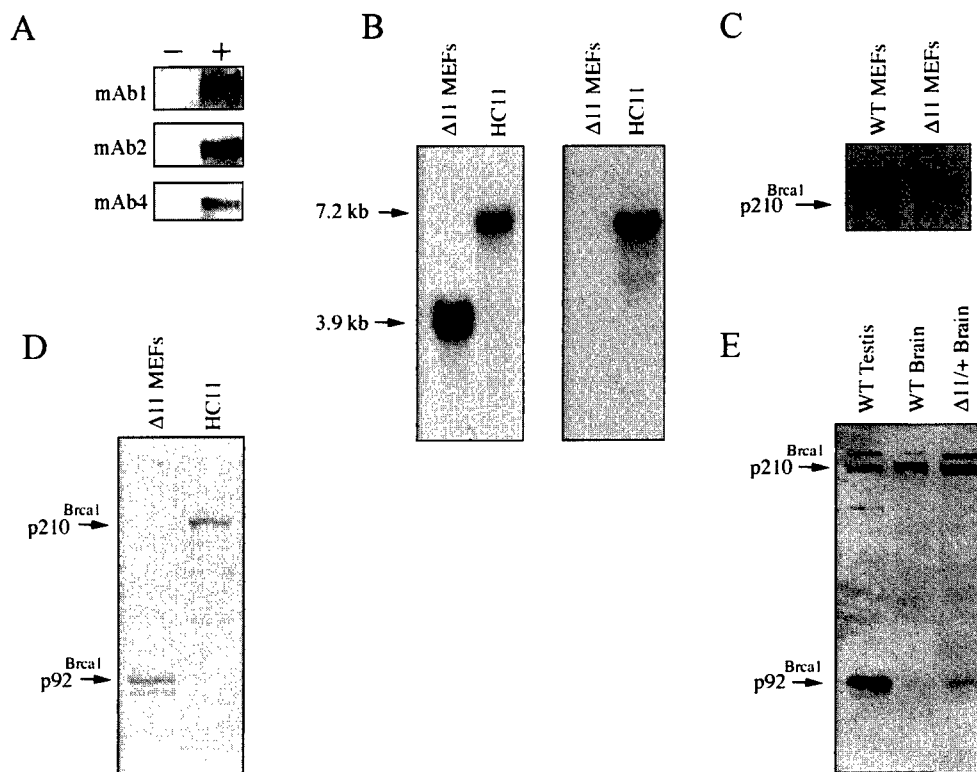 A
− +
mAb1
mAb2
mAb4
B
Δ11 MEFs
HC11
Δ11 MEFs
HC11
7.2 kb
3.9 kb
C
WT MEFs
Δ11 MEFs
p210 Brca1
D
Δ11 MEFs
HC11
p210 Brca1
p92 Brca1
E
WT Testis
WT Brain
Δ11/+ Brain
p210 Brca1
p92 Brca1